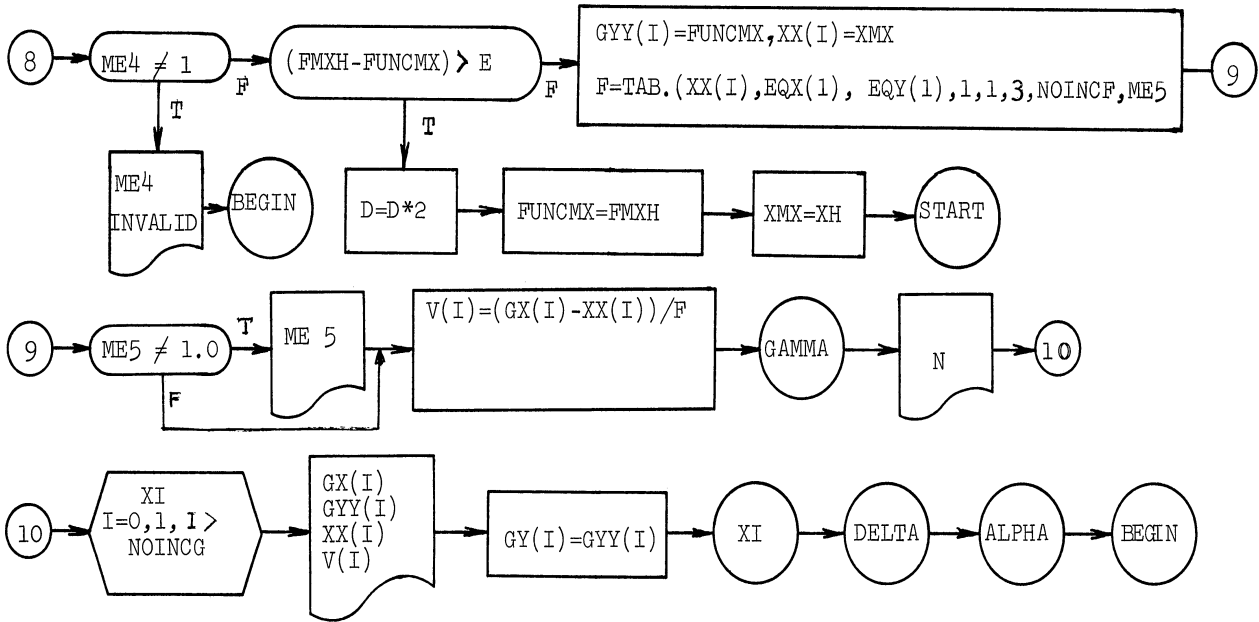 8
ME4 ≠ 1
F
T
(FMXH-FUNCMX) > E
F
T
GYY(I)=FUNCMX,XX(I)=XMX
F=TAB.(XX(I),EQX(1), EQY(1),1,1,3,NOINCF,ME5
9
ME4
INVALID
BEGIN
D=D*2
FUNCMX=FMXH
XMX=XH
START
9
ME5 ≠ 1.0
T
F
ME 5
V(I)=(GX(I)-XX(I))/F
GAMMA
N
10
10
XI
I=0,1,I>
NOINCG
GX(I)
GYY(I)
XX(I)
V(I)
GY(I)=GYY(I)
XI
DELTA
ALPHA
BEGIN